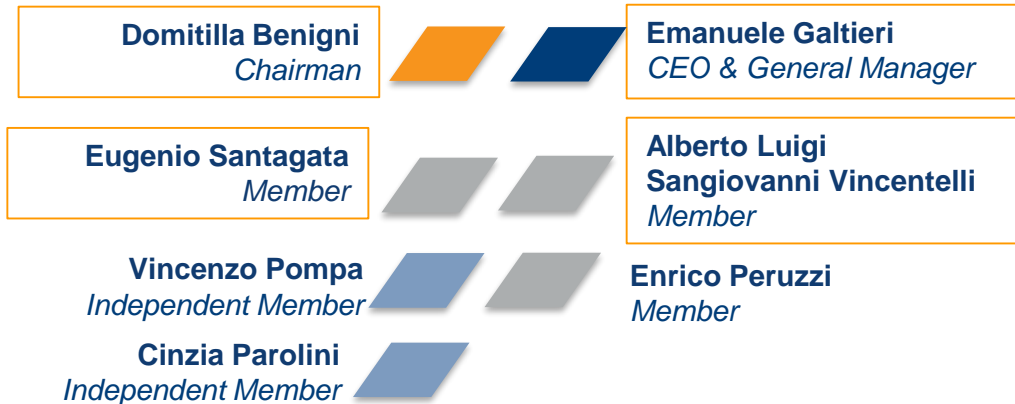 Domitilla Benigni
Chairman
Emanuele Galtieri
CEO & General Manager
Eugenio Santagata
Member
Alberto Luigi
Sangiovanni Vincentelli
Member
Vincenzo Pompa
Independent Member
Enrico Peruzzi
Member
Cinzia Parolini
Independent Member